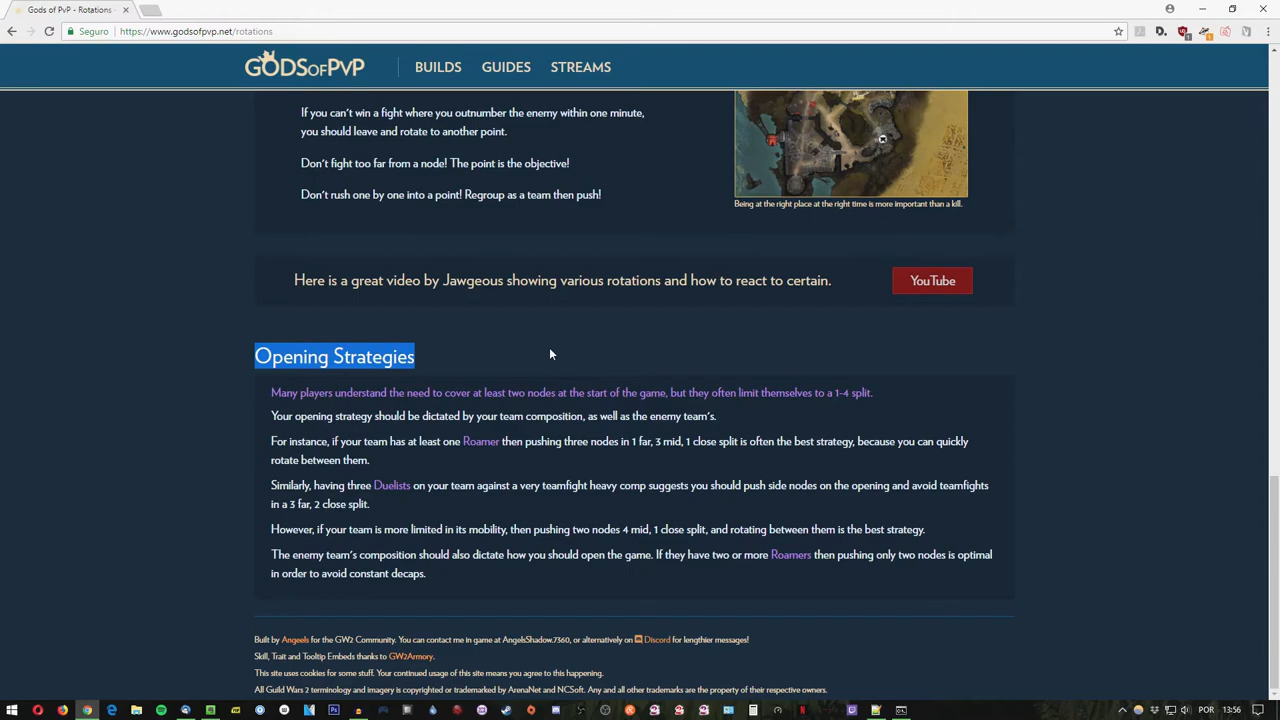 Gods of PvP - Rotations -
Seguro
https://www.godsofpvp.net/rotations
GODSofPVP
BUILDS
GUIDES
STREAMS
If you can't win a fight where you outnumber the enemy within one minute,
you should leave and rotate to another point.
Don't fight too far from a node! The point is the objective!
Don't rush one by one into a point! Regroup as a team then push!
Being at the right place at the right time is more important than a kill.
Here is a great video by Jawgeous showing various rotations and how to react to certain.
YouTube
Opening Strategies
Many players understand the need to cover at least two nodes at the start of the game, but they often limit themselves to a 1-4 split.
Your opening strategy should be dictated by your team composition, as well as the enemy team's.
For instance, if your team has at least one Roamer then pushing three nodes in 1 far, 3 mid, 1 close split is often the best strategy, because you can quickly
rotate between them.
Similarly, having three Duelists on your team against a very teamfight heavy comp suggests you should push side nodes on the opening and avoid teamfights
in a 3 far, 2 close split.
However, if your team is more limited in its mobility, then pushing two nodes 4 mid, 1 close split, and rotating between them is the best strategy.
The enemy team's composition should also dictate how you should open the game. If they have two or more Roamers then pushing only two nodes is optimal
in order to avoid constant decaps.
Built by Angeels for the GW2 Community. You can contact me in game at AngelsShadow.7360, or alternatively on Discord for lengthier messages!
Skill, Trait and Tooltip Embeds thanks to GW2Armory.
This site uses cookies for some stuff. Your continued usage of this site means you agree to this happening.
All Guild Wars 2 terminology and imagery is copyrighted or trademarked by ArenaNet and NCSoft. Any and all other trademarks are the property of their respective owners.
POR
13:56